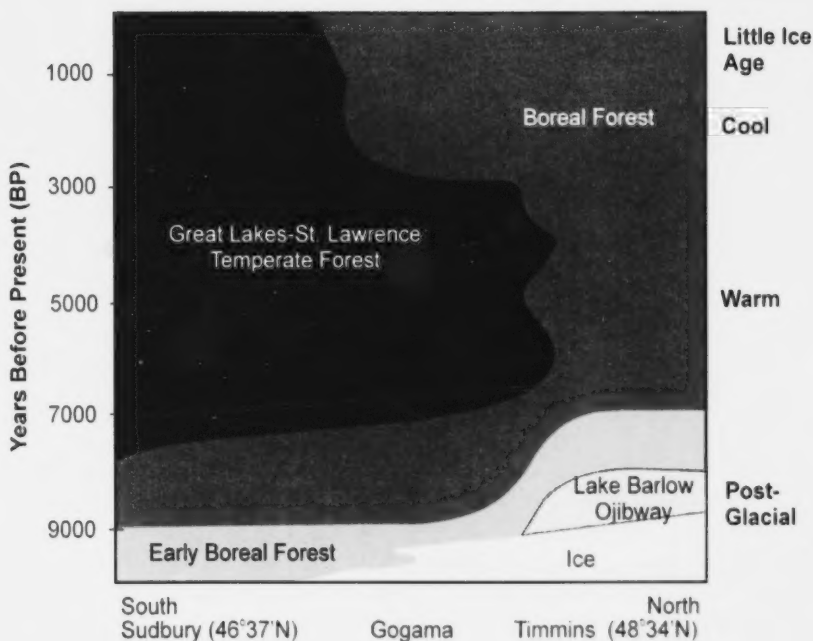 Little Ice
Age
1000
Boreal Forest
Cool
3000
Great Lakes-St. Lawrence
Temperate Forest
Years Before Present (BP)
5000
Warm
7000
Lake Barlow
Ojibway
Post-
Glacial
9000
Early Boreal Forest
Ice
South
North
Sudbury (46°37'N)
Gogama
Timmins (48°34'N)